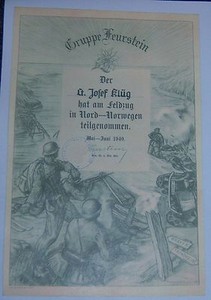 Gruppe Feurstein
Der
Josef Klüg
hat am Feldzug
in Nord-Norwegen
teilgenommen.
Mai-Juni 1940